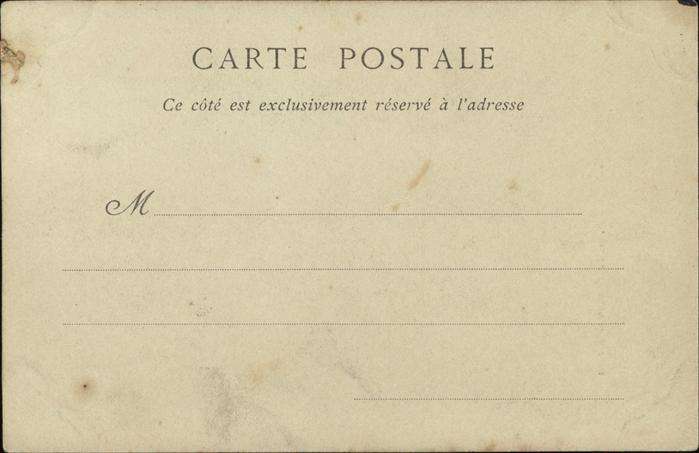 CARTE POSTALE
Ce côté est exclusivement réservé à l'adresse
M